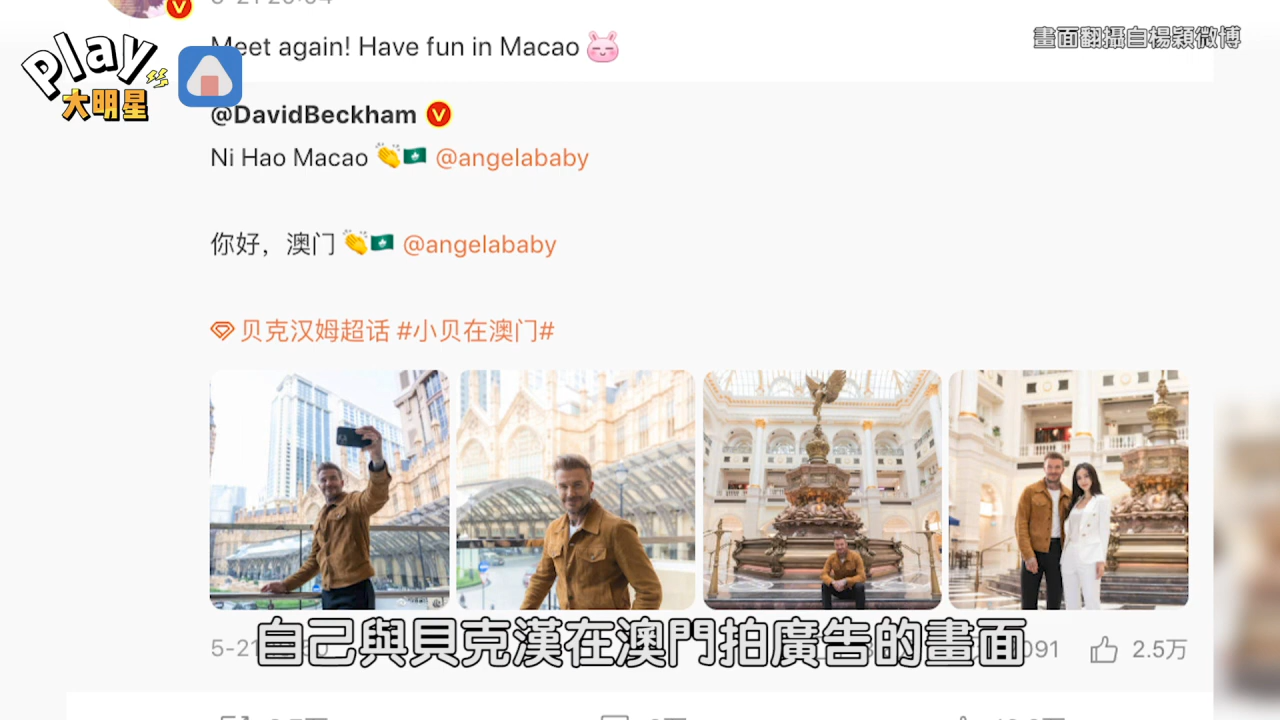 Meet again! Have fun in Macao
畫面翻攝自楊穎微博
Play
大明星
@DavidBeckham
Ni Hao Macao 👏🇲🇴 @angelababy
你好，澳门 👏🇲🇴 @angelababy
贝克汉姆超话 #小贝在澳门#
自己與貝克漢在澳門拍廣告的畫面
2.5万